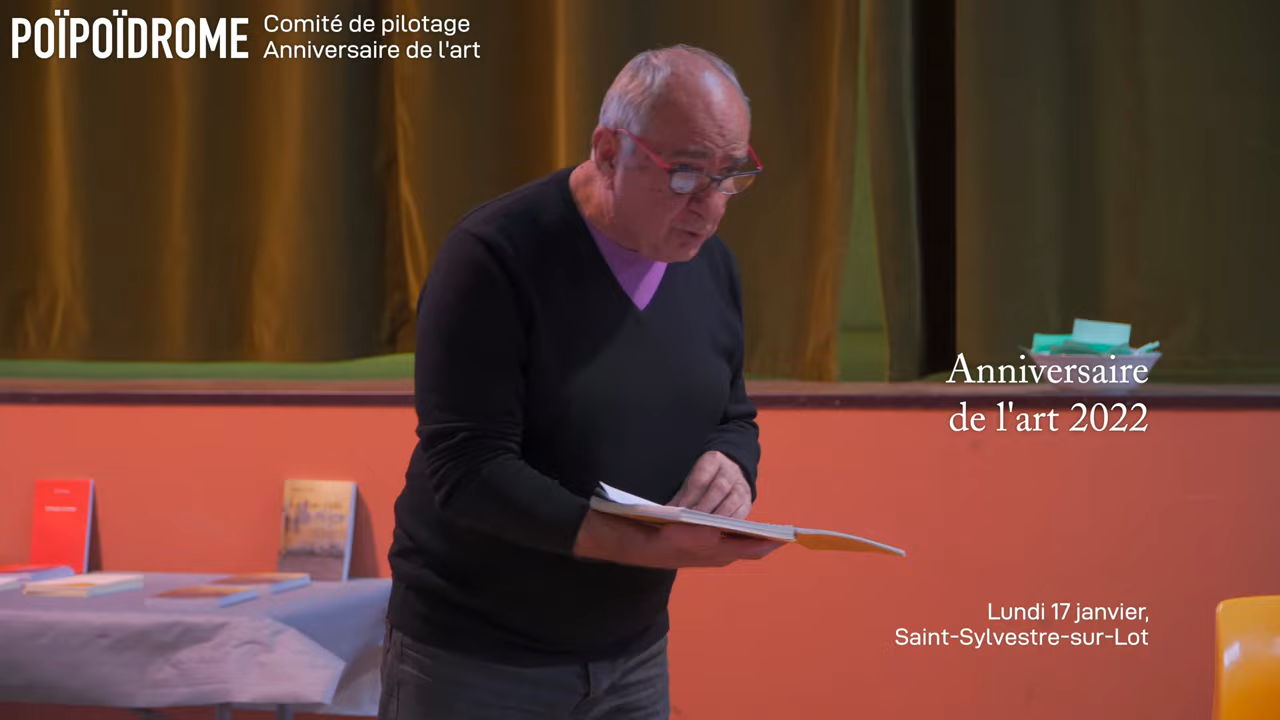 POÏPOÏDROME
Comité de pilotage
Anniversaire de l'art
Anniversaire
de l'art 2022
Lundi 17 janvier,
Saint-Sylvestre-sur-Lot